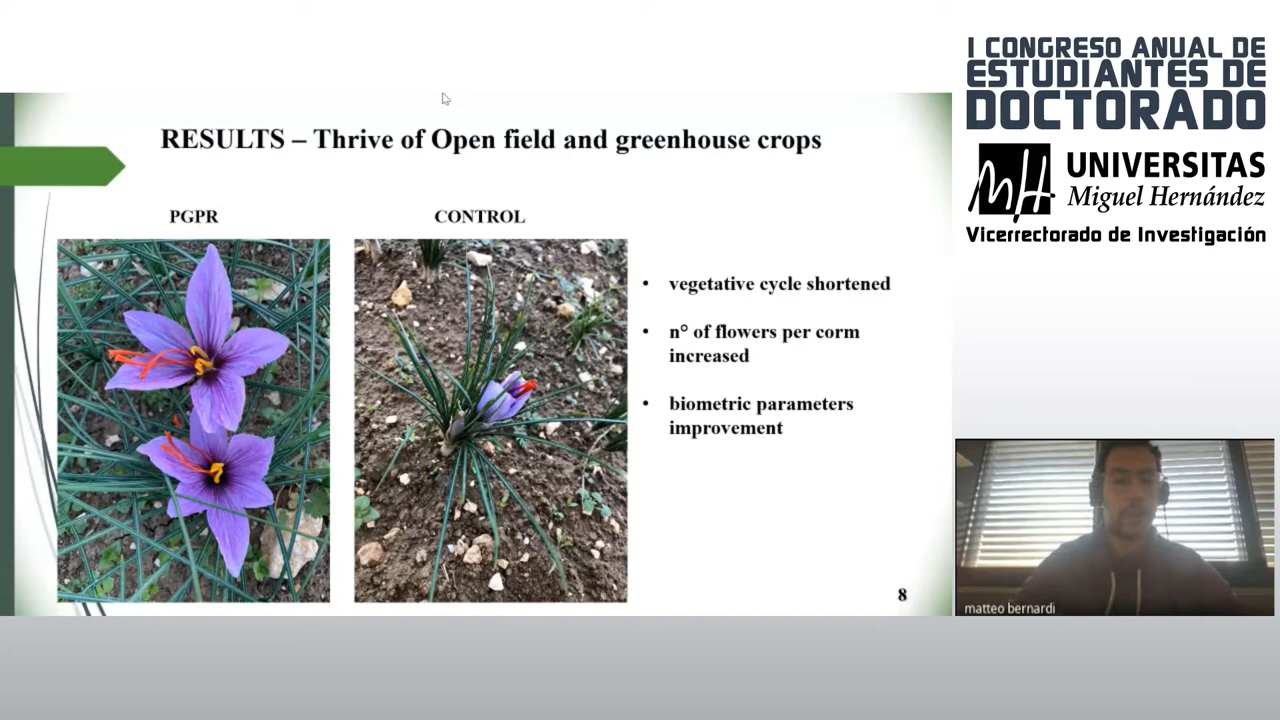 RESULTS – Thrive of Open field and greenhouse crops
PGPR
CONTROL
• vegetative cycle shortened
• n° of flowers per corm
increased
• biometric parameters
improvement
8
I CONGRESO ANUAL DE
ESTUDIANTES DE
DOCTORADO
UNIVERSITAS
Miguel Hernández
Vicerrectorado de Investigación
matteo bernardi